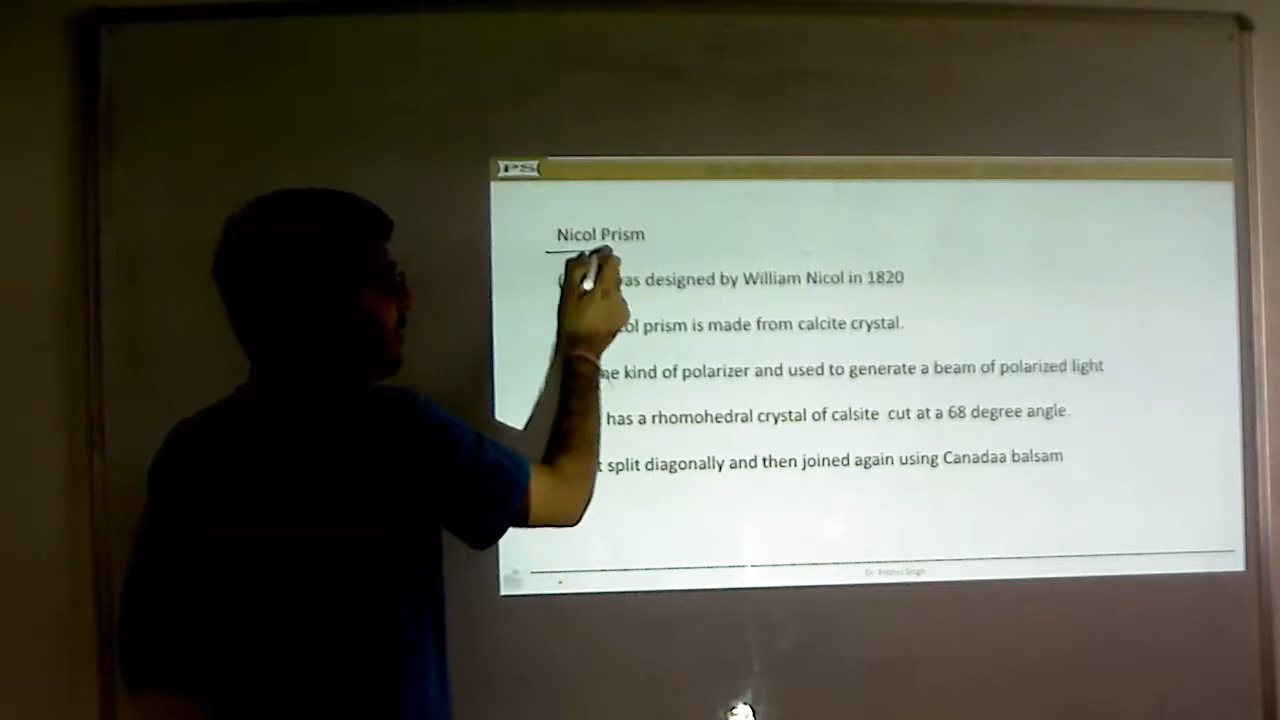 PS
Nicol Prism
as designed by William Nicol in 1820
prism is made from calcite crystal.
kind of polarizer and used to generate a beam of polarized light
has a rhomohedral crystal of calsite cut at a 68 degree angle.
split diagonally and then joined again using Canadaa balsam